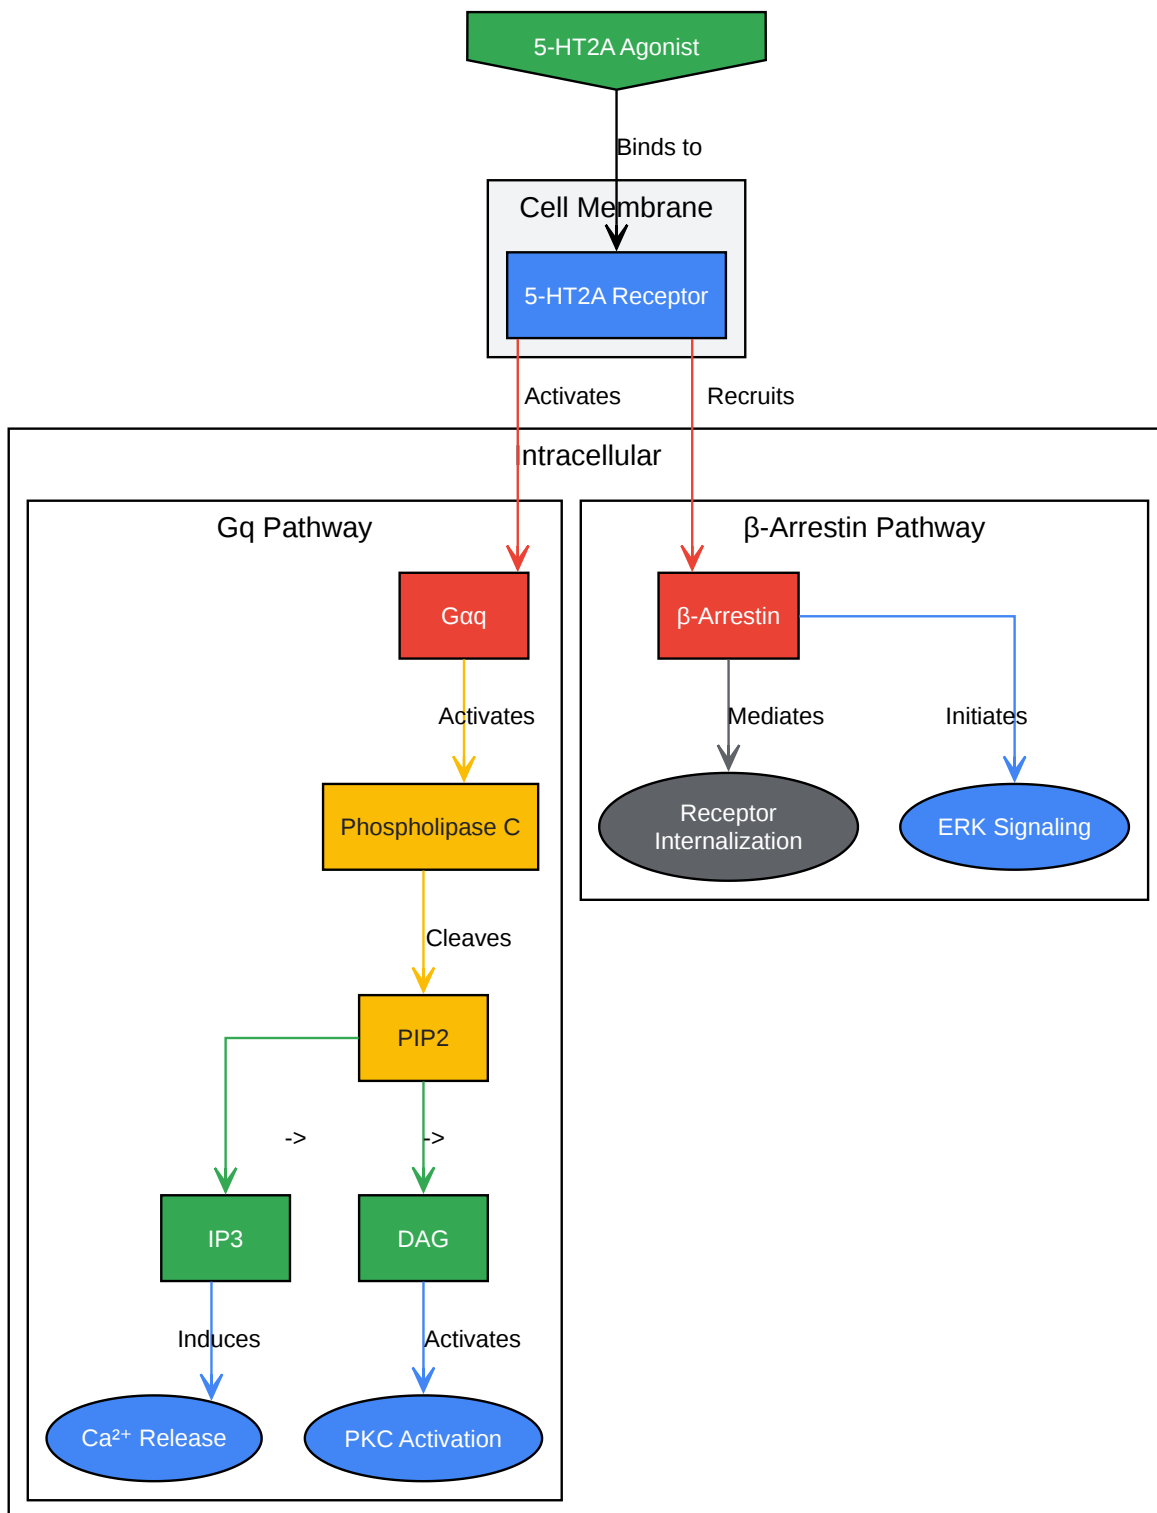 5-HT2A Agonist
Binds to
Cell Membrane
5-HT2A Receptor
Activates
Recruits
Intracellular
Gq Pathway
β-Arrestin Pathway
Gαq
β-Arrestin
Activates
Mediates
Initiates
Phospholipase C
Receptor
Internalization
ERK Signaling
Cleaves
PIP2
->
->
IP3
DAG
Induces
Activates
Ca²⁺ Release
PKC Activation